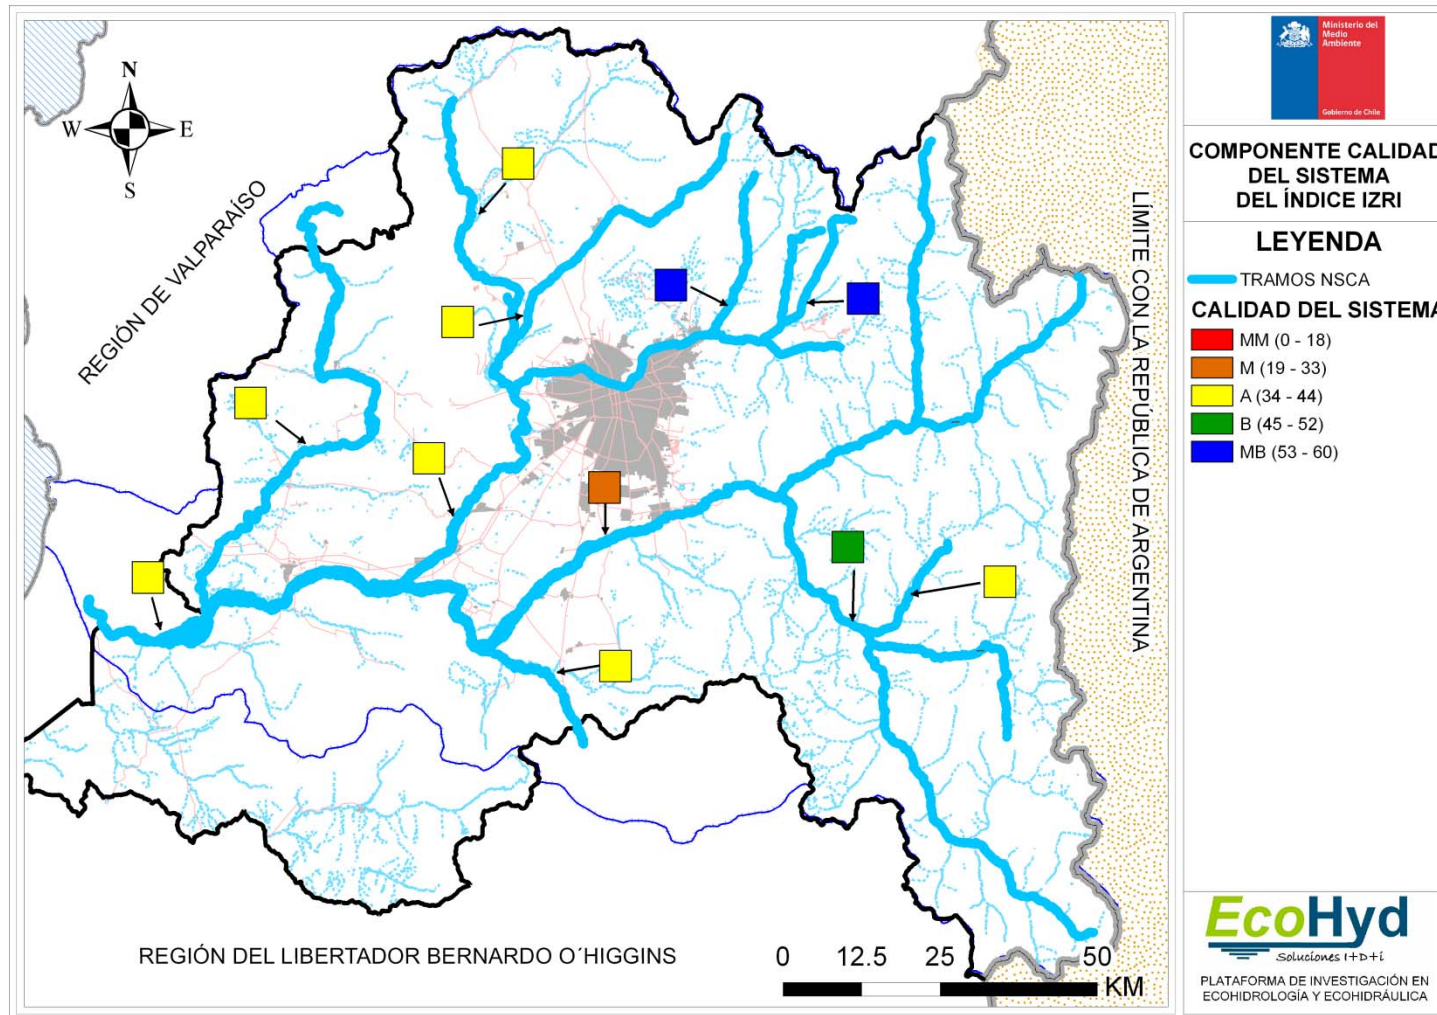 N
W
E
S
REGIÓN DE VALPARAÍSO
LÍMITE CON LA REPÚBLICA DE ARGENTINA
REGIÓN DEL LIBERTADOR BERNARDO O´HIGGINS
0 12.5 25 50
KM
Ministerio del
Medio
Ambiente
Gobierno de Chile
COMPONENTE CALIDAD
DEL SISTEMA
DEL ÍNDICE IZRI
LEYENDA
TRAMOS NSCA
CALIDAD DEL SISTEMA
MM (0 - 18)
M (19 - 33)
A (34 - 44)
B (45 - 52)
MB (53 - 60)
EcoHyd
Soluciones I+D+i
PLATAFORMA DE INVESTIGACIÓN EN
ECOHIDROLOGÍA Y ECOHIDRÁULICA